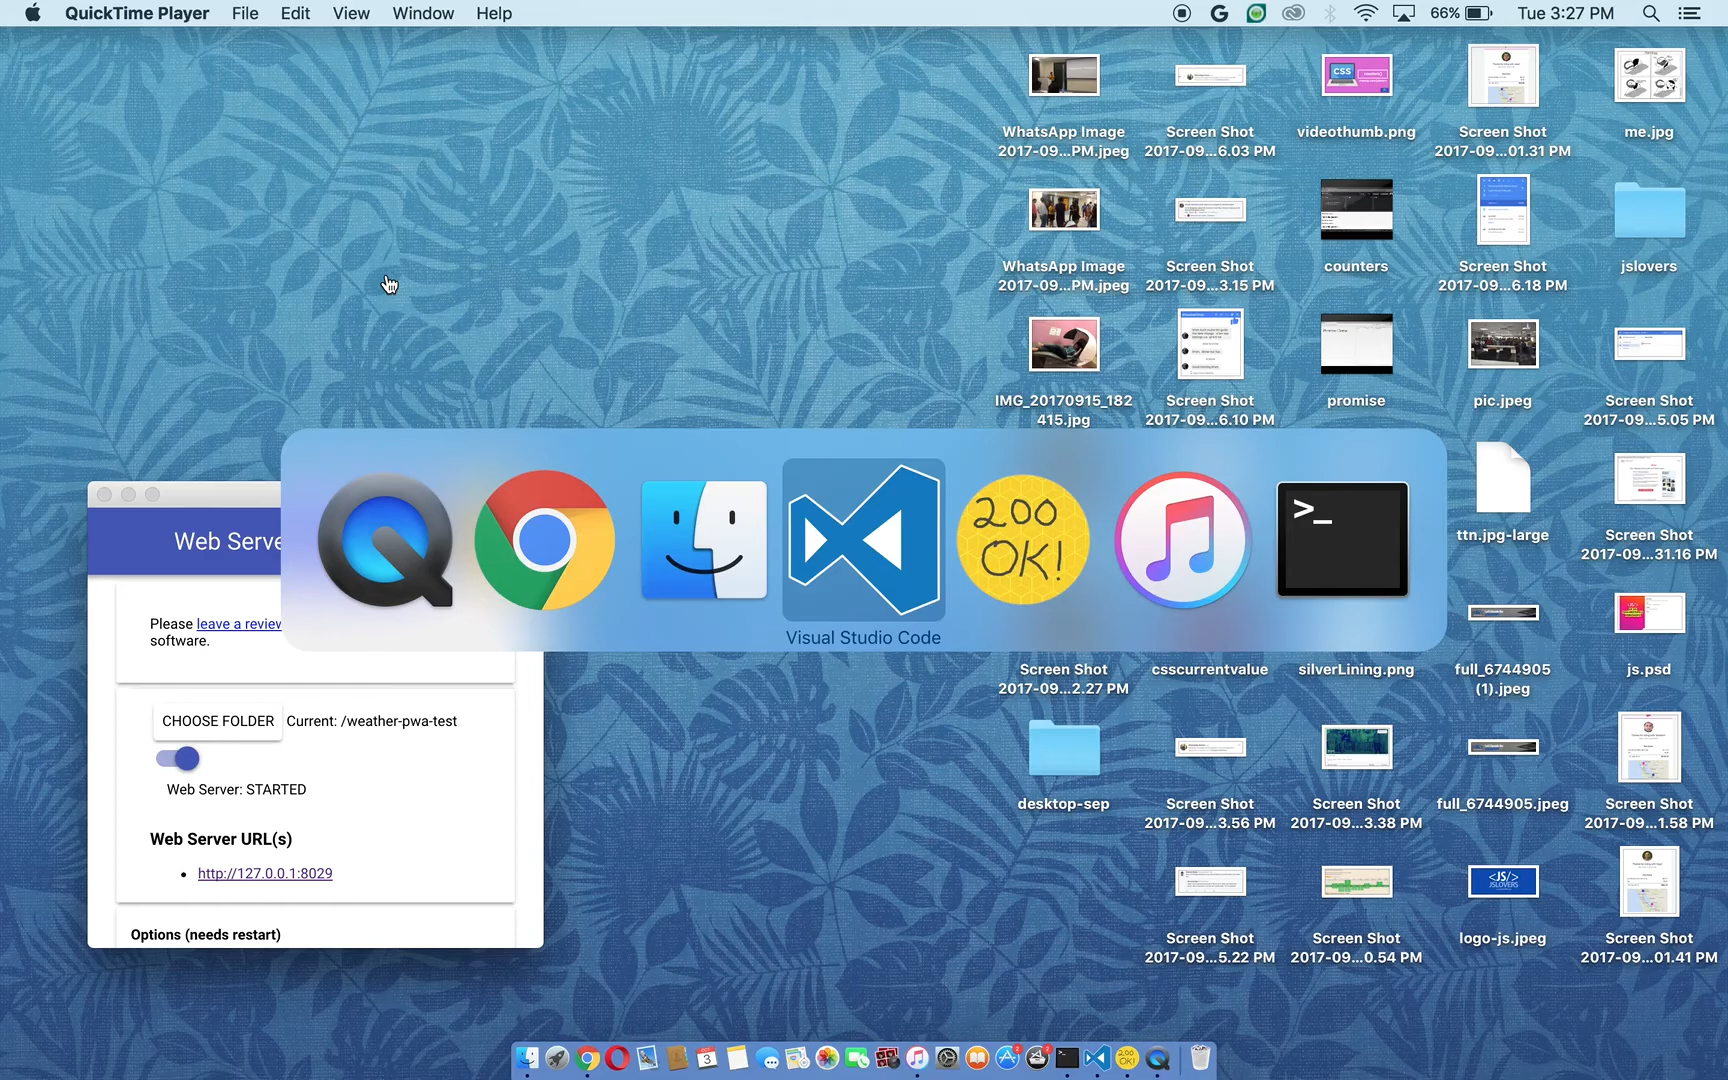 QuickTime Player File Edit View Window Help
66% Tue 3:27 PM
WhatsApp Image
2017-09...PM.jpeg
Screen Shot
2017-09...6.03 PM
CSS
videothumb.png
Screen Shot
2017-09...01.31 PM
me.jpg
WhatsApp Image
2017-09...PM.jpeg
Screen Shot
2017-09...3.15 PM
counters
Screen Shot
2017-09...6.18 PM
jslovers
IMG_20170915_182
415.jpg
Screen Shot
2017-09...6.10 PM
promise
pic.jpeg
Screen Shot
2017-09...5.05 PM
ttn.jpg-large
Screen Shot
2017-09...31.16 PM
200
OK!
>_
Visual Studio Code
Web Serve
Please leave a review
software.
CHOOSE FOLDER Current: /weather-pwa-test
Web Server: STARTED
Web Server URL(s)
• http://127.0.0.1:8029
Options (needs restart)
Screen Shot
2017-09...2.27 PM
csscurrentvalue
silverLining.png
full_6744905
(1).jpeg
js.psd
desktop-sep
Screen Shot
2017-09...3.56 PM
Screen Shot
2017-09...3.38 PM
full_6744905.jpeg
Screen Shot
2017-09...1.58 PM
Screen Shot
2017-09...5.22 PM
Screen Shot
2017-09...0.54 PM
<JS/>
JSLOVERS
logo-js.jpeg
Screen Shot
2017-09...01.41 PM
3
200
OK!